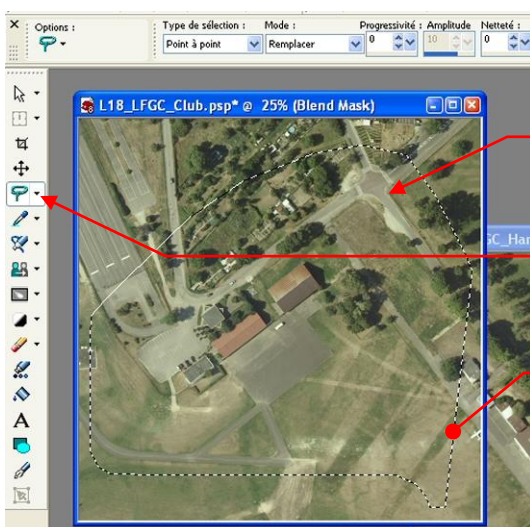 Options :
Type de sélection :
Mode :
Progressivité :
Amplitude
Netteté :
Point à point
Remplacer
0
10
0
L18_LFGC_Club.psp* @ 25% (Blend Mask)
GC_Har
A